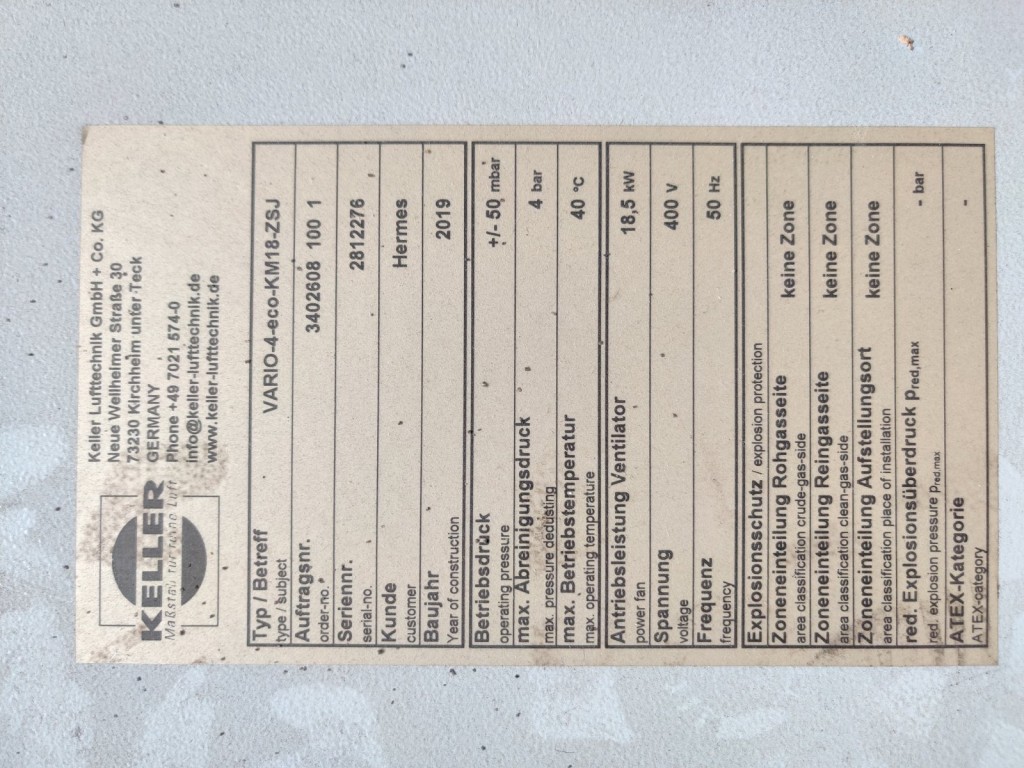 KELLER
Maßstäbe in
Keller Lufttechnik GmbH + Co. KG
Neue Weilheimer Straße 30
73230 Kirchheim unter Teck
GERMANY
Phone +49 7021 574-0
info@keller-lufttechnik.de
www.keller-lufttechnik.de
Typ / Betreff VARIO-4-eco-KM18-ZSJ
type / subject
Auftragsnr. 3402608 100 1
order-no.
Seriennr. 2812276
serial-no.
Kunde Hermes
customer
Baujahr 2019
Year of construction
Betriebsdruck +/- 50 mbar
operating pressure
max. Abreinigungsdruck 4 bar
max. pressure dedusting
max. Betriebstemperatur 40 °C
max. operating temperature
Antriebsleistung Ventilator 18,5 kW
power fan
Spannung 400 V
voltage
Frequenz 50 Hz
frequency
Explosionsschutz / explosion protection
Zoneneinteilung Rohgasseite keine Zone
area classification crude-gas-side
Zoneneinteilung Reingasseite keine Zone
area classification clean-gas-side
Zoneneinteilung Aufstellungsort keine Zone
area classification place of installation
red. Explosionsüberdruck pred,max - bar
red. explosion pressure pred,max
ATEX-Kategorie -
ATEX-category